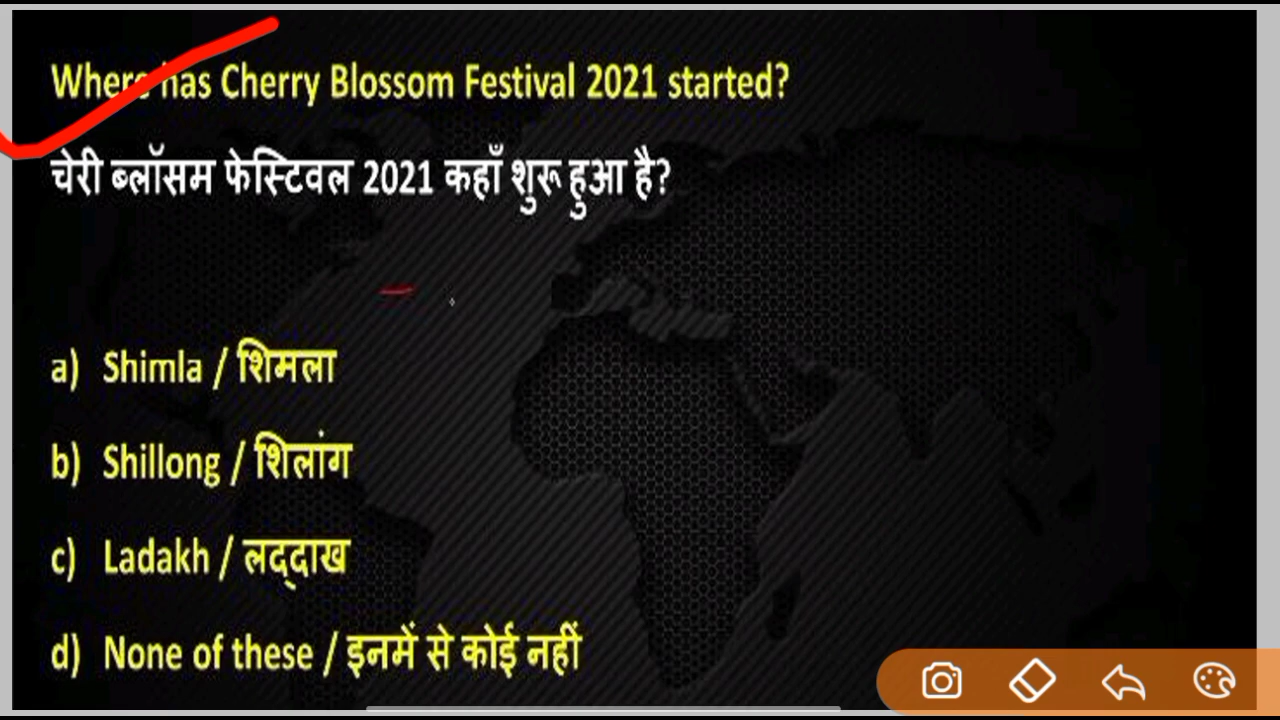 Where has Cherry Blossom Festival 2021 started?
चेरी ब्लॉसम फेस्टिवल 2021 कहाँ शुरू हुआ है?
a) Shimla / शिमला
b) Shillong / शिलांग
c) Ladakh / लद्दाख
d) None of these / इनमें से कोई नहीं